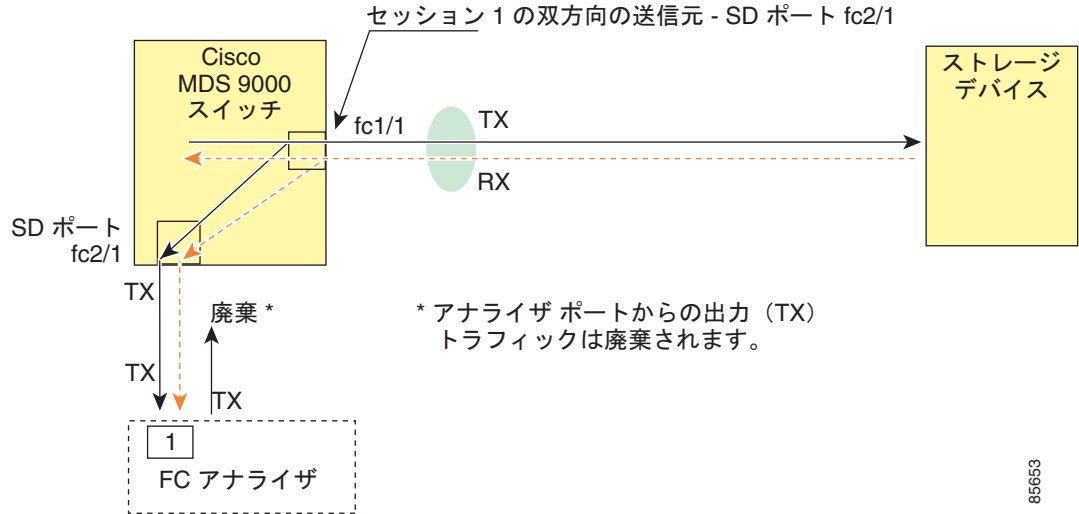 セッション 1 の双方向の送信元 - SD ポート fc2/1
Cisco
MDS 9000
スイッチ
ストレージ
デバイス
fc1/1
TX
RX
SD ポート
fc2/1
TX
廃棄 *
* アナライザ ポートからの出力（TX）
トラフィックは廃棄されます。
TX
TX
1
FC アナライザ
85653